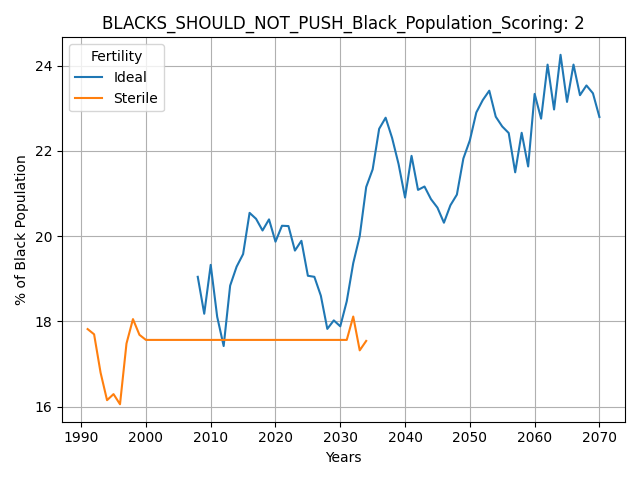 BLACKS_SHOULD_NOT_PUSH_Black_Population_Scoring: 2
Fertility
Ideal
Sterile
24
22
20
18
16
% of Black Population
1990 2000 2010 2020 2030 2040 2050 2060 2070
Years